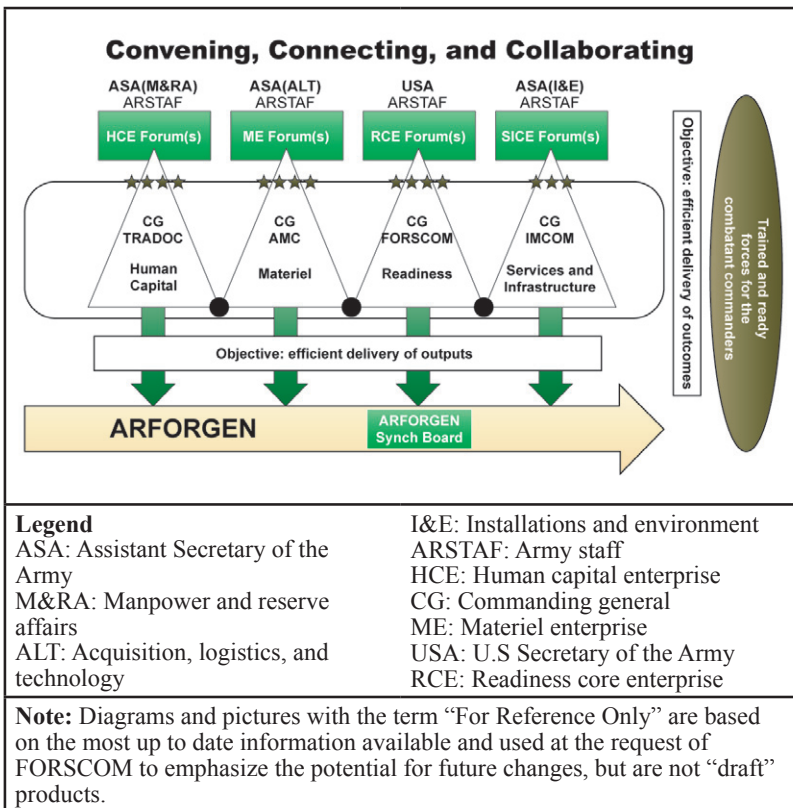 Convening, Connecting, and Collaborating
ASA(M&RA)
ARSTAF
ASA(ALT)
ARSTAF
USA
ARSTAF
ASA(I&E)
ARSTAF
HCE Forum(s)
ME Forum(s)
RCE Forum(s)
SICE Forum(s)
CG
TRADOC
Human
Capital
CG
AMC
Materiel
CG
FORSCOM
Readiness
CG
IMCOM
Services and
Infrastructure
Objective: efficient delivery of outputs
ARFORGEN
ARFORGEN
Synch Board
Objective: efficient delivery of outcomes
Trained and ready
forces for the
combatant commanders
Legend
ASA: Assistant Secretary of the
Army
M&RA: Manpower and reserve
affairs
ALT: Acquisition, logistics, and
technology
I&E: Installations and environment
ARSTAF: Army staff
HCE: Human capital enterprise
CG: Commanding general
ME: Materiel enterprise
USA: U.S Secretary of the Army
RCE: Readiness core enterprise
Note: Diagrams and pictures with the term “For Reference Only” are based
on the most up to date information available and used at the request of
FORSCOM to emphasize the potential for future changes, but are not “draft”
products.